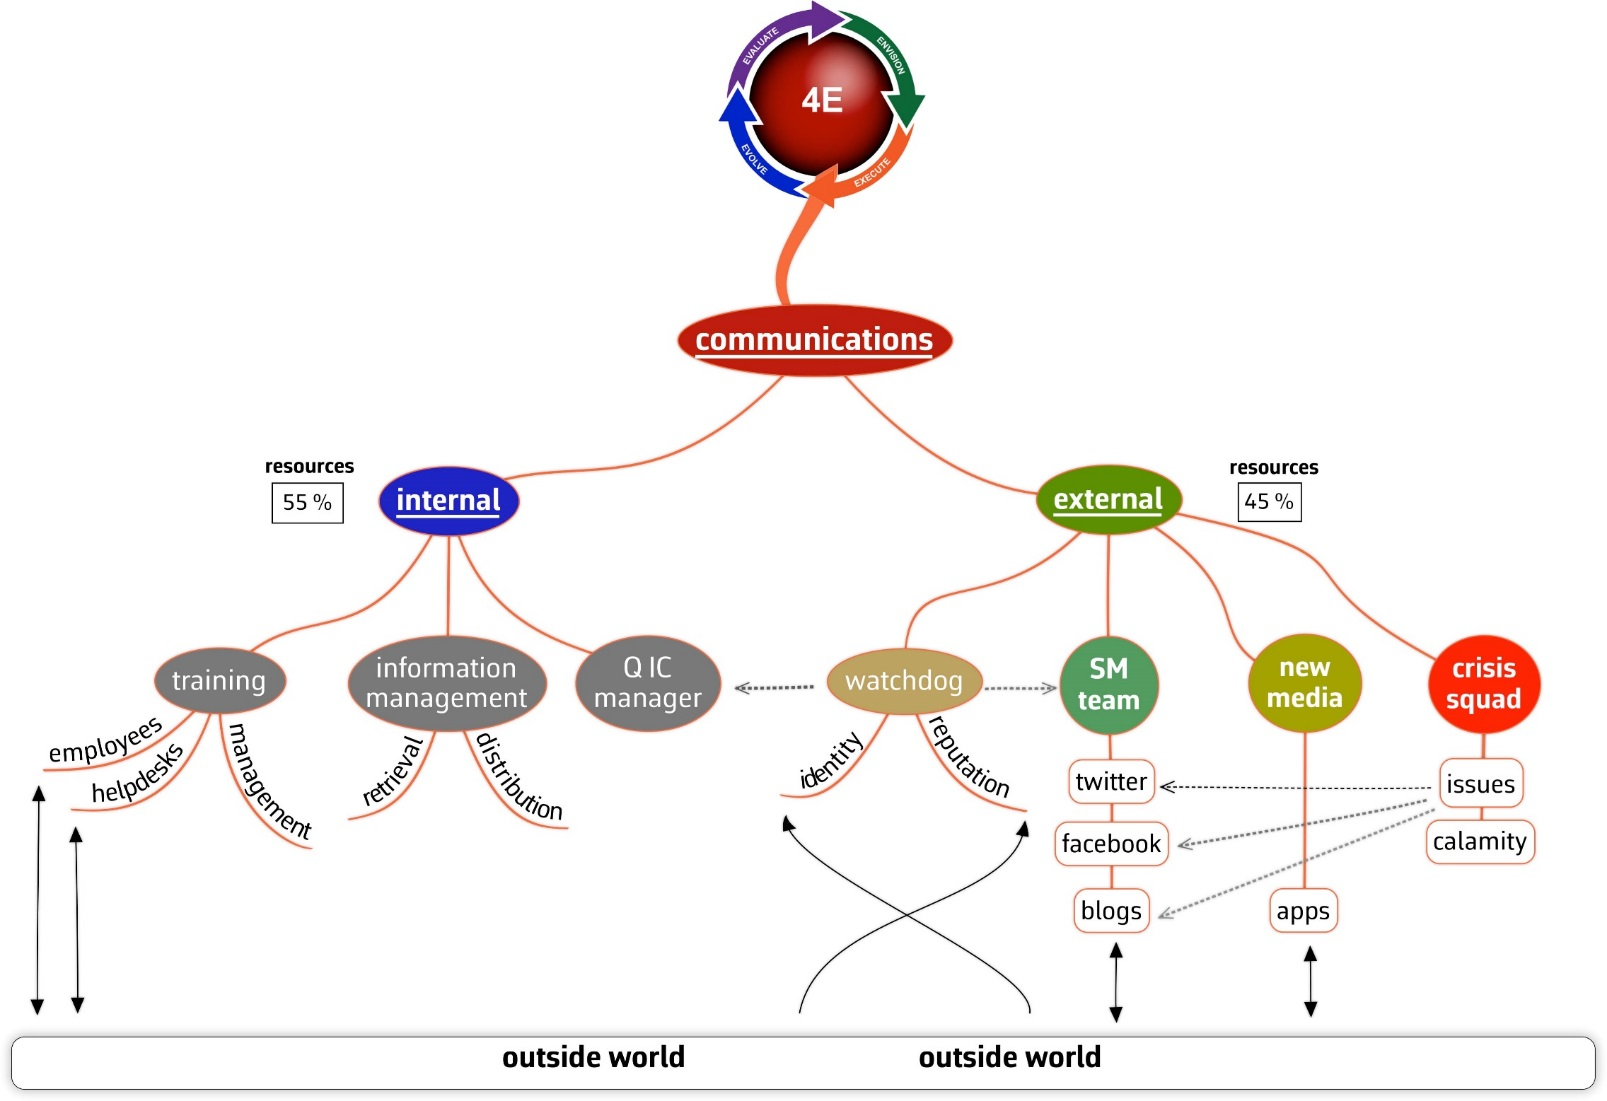 EVALUATE
ENVISION
4E
EVOLVE
EXECUTE
communications
resources
55 %
internal
external
resources
45 %
training
information
management
Q IC
manager
watchdog
SM
team
new
media
crisis
squad
employees
helpdesks
management
retrieval
distribution
identity
reputation
twitter
facebook
blogs
apps
issues
calamity
outside world
outside world